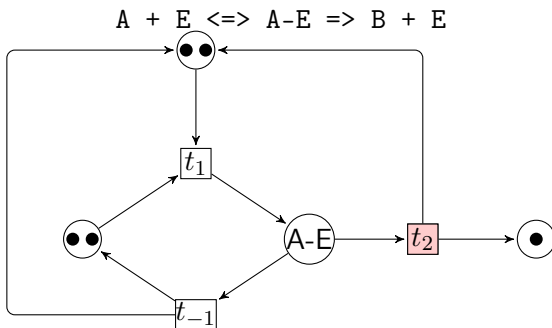 A + E <=> A-E => B + E
t1
A-E
t2
t−1